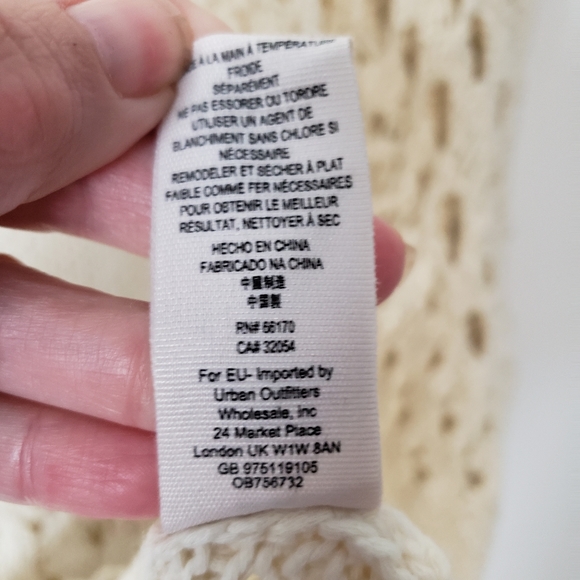 À LA MAIN À TEMPÉRATURE
FROIDE
SÉPARÉMENT
NE PAS ESSORER OU TORDRE
UTILISER UN AGENT DE
BLANCHIMENT SANS CHLORE SI
NÉCESSAIRE
REMODELER ET SÉCHER À PLAT
FAIBLE COMME FER NÉCESSAIRES
POUR OBTENIR LE MEILLEUR
RÉSULTAT, NETTOYER À SEC
HECHO EN CHINA
FABRICADO NA CHINA
中國制造
中国製
RN# 66170
CA# 32054
For EU- Imported by
Urban Outfitters
Wholesale, Inc
24 Market Place
London UK W1W 8AN
GB 975119105
OB756732